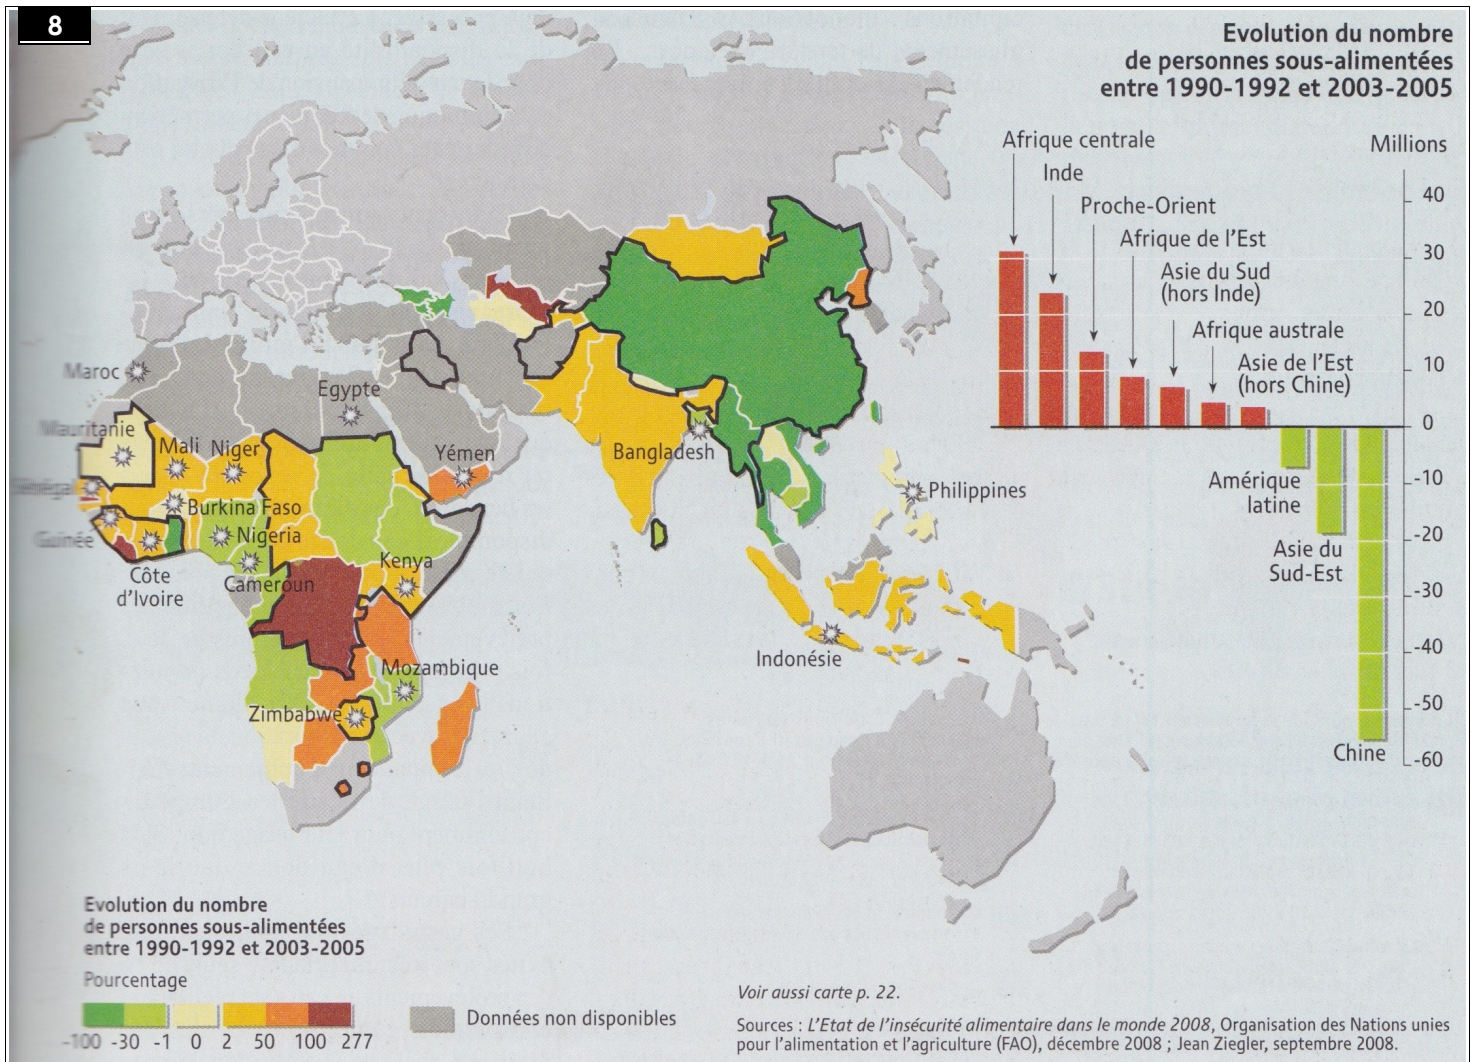 8
Evolution du nombre
de personnes sous-alimentées
entre 1990-1992 et 2003-2005
Millions
Afrique centrale
Inde
Proche-Orient
Afrique de l'Est
Asie du Sud
(hors Inde)
Afrique australe
Asie de l'Est
(hors Chine)
40
30
20
10
0
-10
-20
-30
-40
-50
-60
Amérique
latine
Asie du
Sud-Est
Chine
Maroc
Egypte
Mauritanie
Mali
Niger
Yémen
Bangladesh
Sénégal
Burkina Faso
Philippines
Guinée
Nigeria
Kenya
Côte
d'Ivoire
Cameroun
Indonésie
Mozambique
Zimbabwe
Evolution du nombre
de personnes sous-alimentées
entre 1990-1992 et 2003-2005
Pourcentage
-100 -30 -1 0 2 50 100 277
Données non disponibles
Voir aussi carte p. 22.
Sources : L'Etat de l'insécurité alimentaire dans le monde 2008, Organisation des Nations unies
pour l'alimentation et l'agriculture (FAO), décembre 2008 ; Jean Ziegler, septembre 2008.